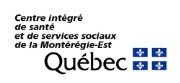 Centre intégré
de santé
et de services sociaux
de la Montérégie-Est
Québec